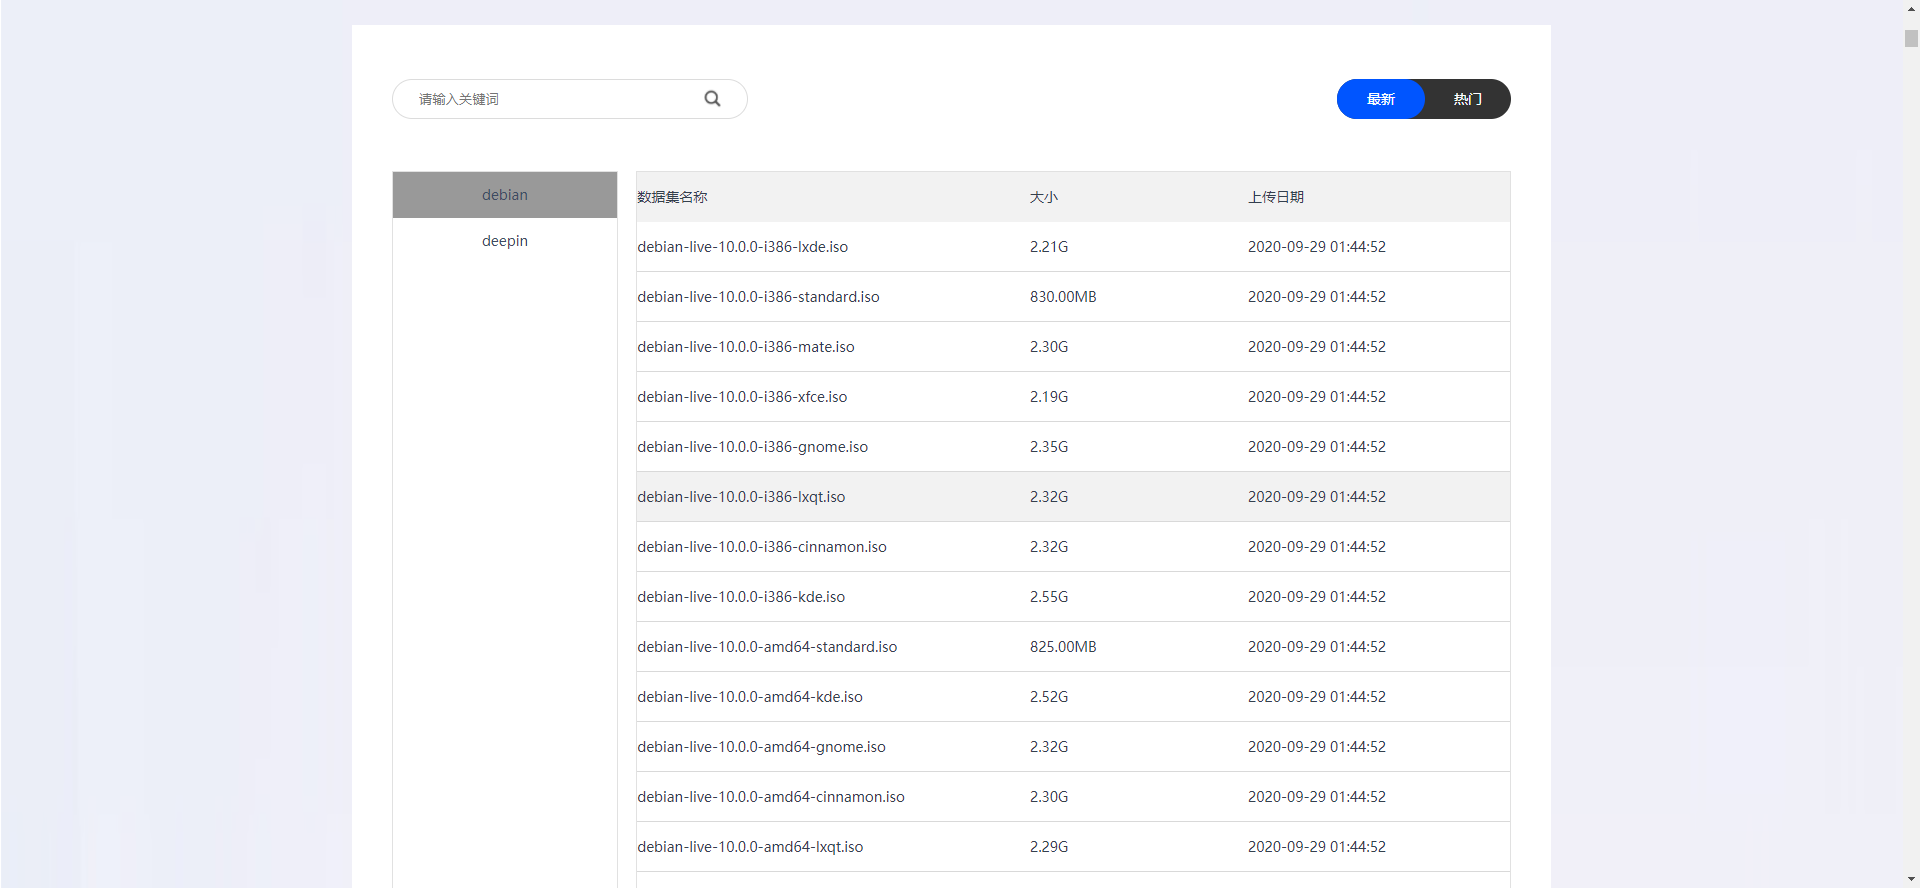 请输入关键词
最新 热门
debian
deepin
数据集名称 大小 上传日期
debian-live-10.0.0-i386-lxde.iso 2.21G 2020-09-29 01:44:52
debian-live-10.0.0-i386-standard.iso 830.00MB 2020-09-29 01:44:52
debian-live-10.0.0-i386-mate.iso 2.30G 2020-09-29 01:44:52
debian-live-10.0.0-i386-xfce.iso 2.19G 2020-09-29 01:44:52
debian-live-10.0.0-i386-gnome.iso 2.35G 2020-09-29 01:44:52
debian-live-10.0.0-i386-lxqt.iso 2.32G 2020-09-29 01:44:52
debian-live-10.0.0-i386-cinnamon.iso 2.32G 2020-09-29 01:44:52
debian-live-10.0.0-i386-kde.iso 2.55G 2020-09-29 01:44:52
debian-live-10.0.0-amd64-standard.iso 825.00MB 2020-09-29 01:44:52
debian-live-10.0.0-amd64-kde.iso 2.52G 2020-09-29 01:44:52
debian-live-10.0.0-amd64-gnome.iso 2.32G 2020-09-29 01:44:52
debian-live-10.0.0-amd64-cinnamon.iso 2.30G 2020-09-29 01:44:52
debian-live-10.0.0-amd64-lxqt.iso 2.29G 2020-09-29 01:44:52